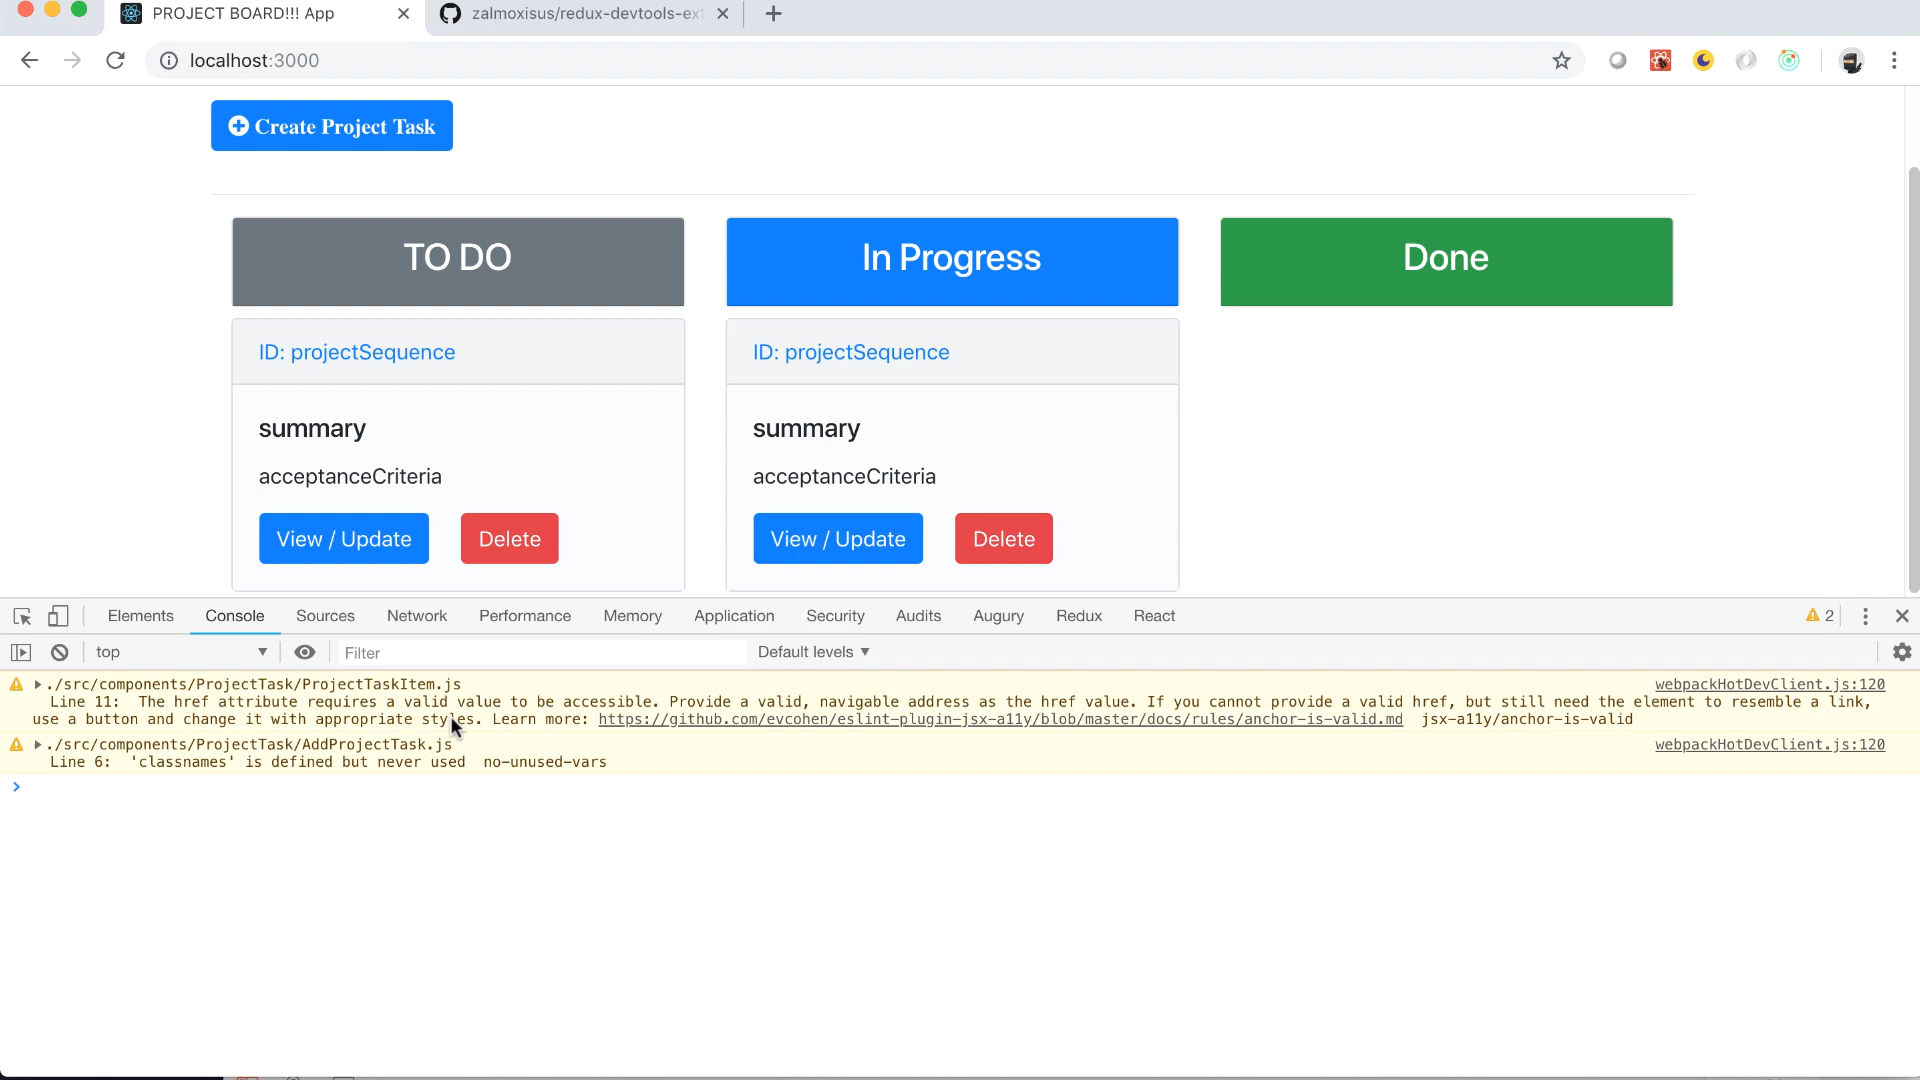 PROJECT BOARD!!! App
zalmoxisus/redux-devtools-ex
localhost:3000
Create Project Task
TO DO
In Progress
Done
ID: projectSequence
summary
acceptanceCriteria
View / Update
Delete
ID: projectSequence
summary
acceptanceCriteria
View / Update
Delete
Elements
Console
Sources
Network
Performance
Memory
Application
Security
Audits
Augury
Redux
React
2
top
Filter
Default levels
./src/components/ProjectTask/ProjectTaskItem.js
webpackHotDevClient.js:120
Line 11:  The href attribute requires a valid value to be accessible. Provide a valid, navigable address as the href value. If you cannot provide a valid href, but still need the element to resemble a link,
use a button and change it with appropriate styles. Learn more: https://github.com/evcohen/eslint-plugin-jsx-a11y/blob/master/docs/rules/anchor-is-valid.md  jsx-a11y/anchor-is-valid
./src/components/ProjectTask/AddProjectTask.js
webpackHotDevClient.js:120
Line 6:  'classnames' is defined but never used  no-unused-vars